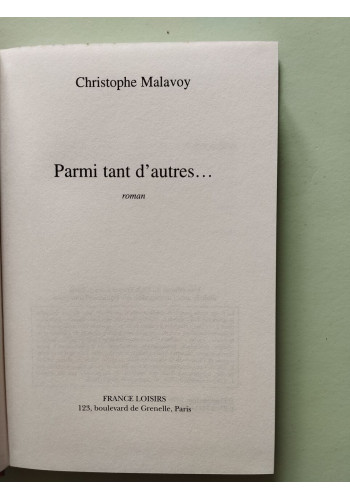 Christophe Malavoy
Parmi tant d'autres…
roman
FRANCE LOISIRS
123, boulevard de Grenelle, Paris